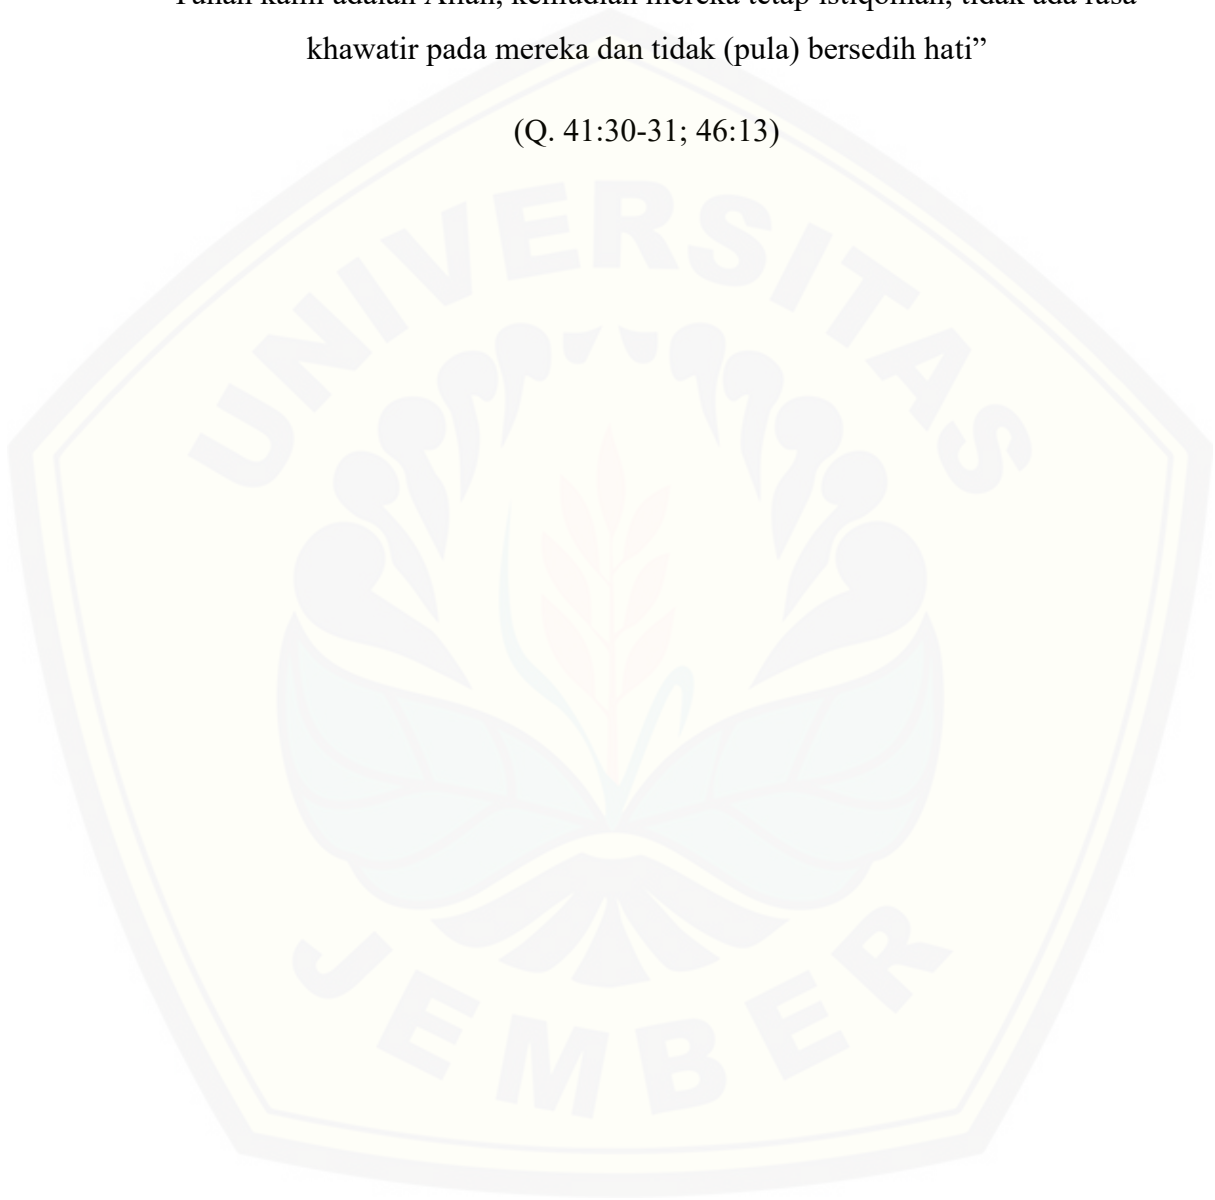 Tuhan kami adalah Allah, kemudian mereka tetap istiqomah, tidak ada rasa
khawatir pada mereka dan tidak (pula) bersedih hati”
(Q. 41:30-31; 46:13)
UNIVERSITAS
JEMBER